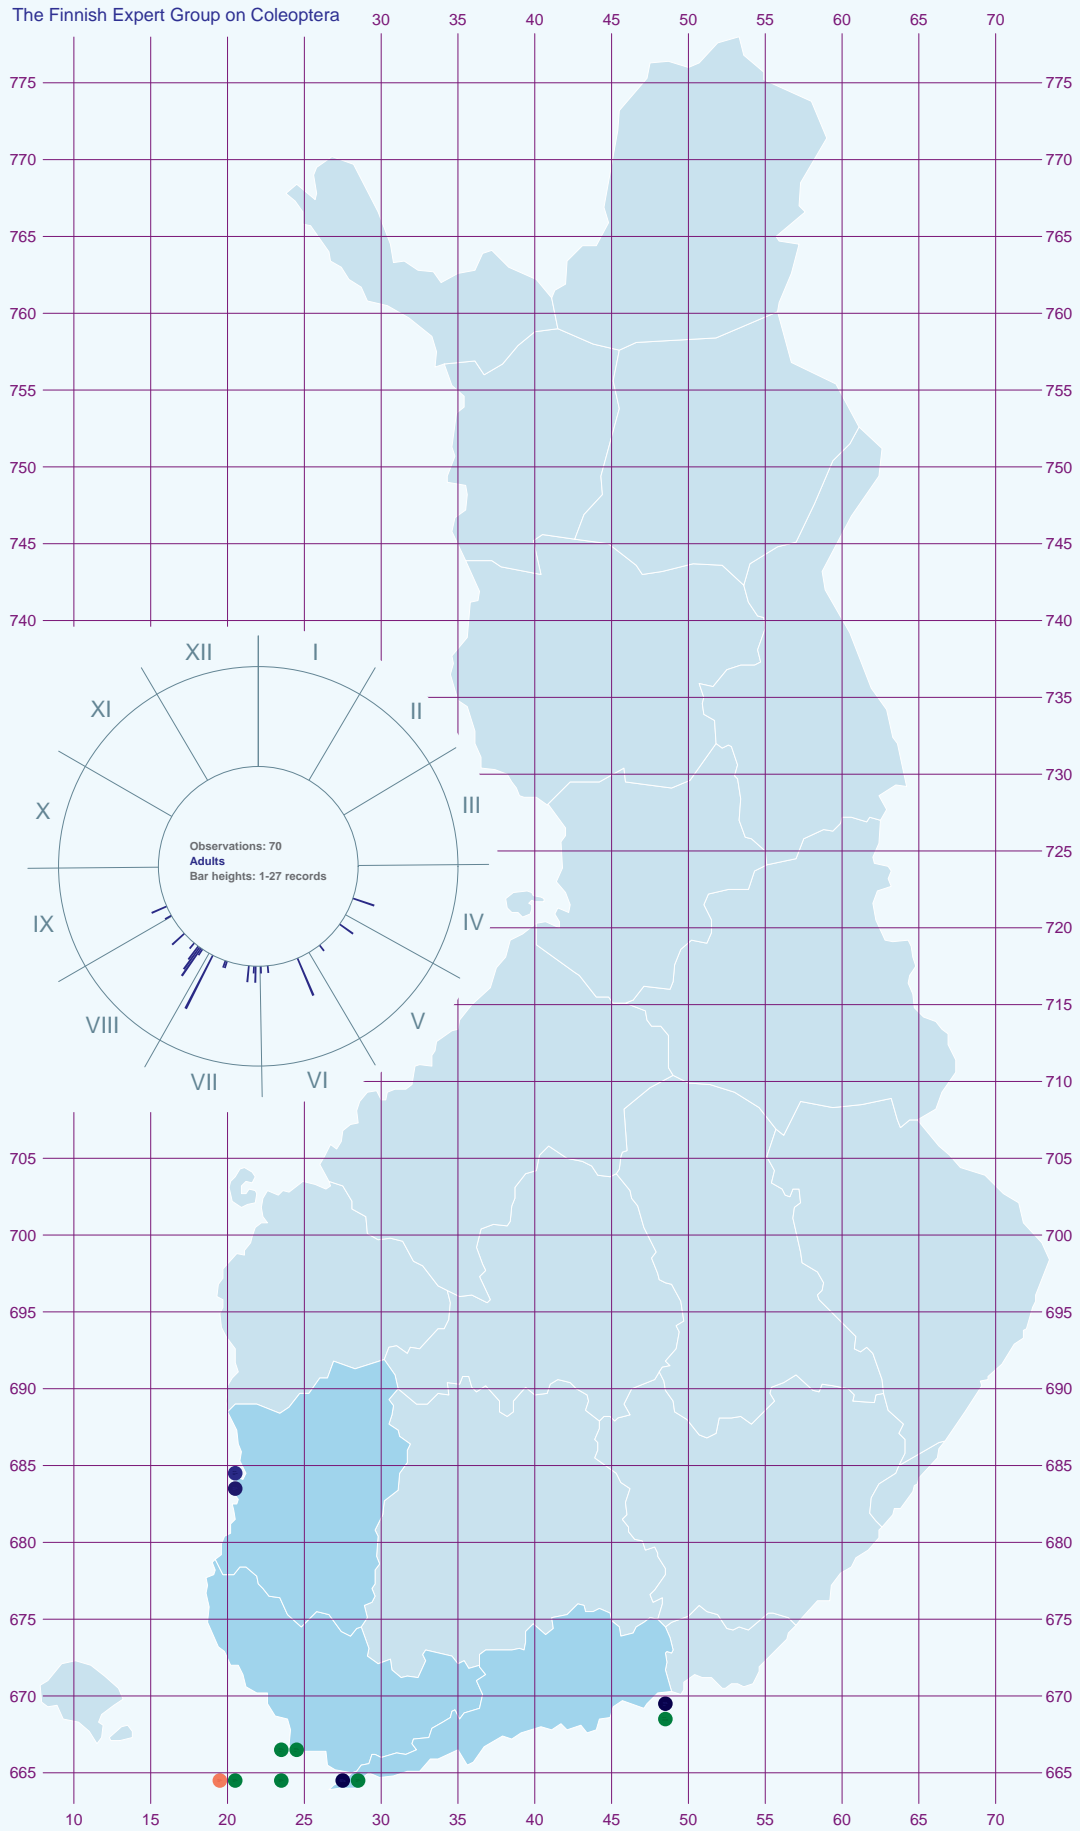 The Finnish Expert Group on Coleoptera 30 35 40 45 50 55 60 65 70
775 775
770 770
765 765
760 760
755 755
750 750
745 745
740 740
XII I
XI II
735
730
X III
725
Observations: 70
Adults
Bar heights: 1-27 records
IX IV 720
VIII V
715
VII VI 710
705 705
700 700
695 695
690 690
685 685
680 680
675 675
670 670
665 665
10 15 20 25 30 35 40 45 50 55 60 65 70